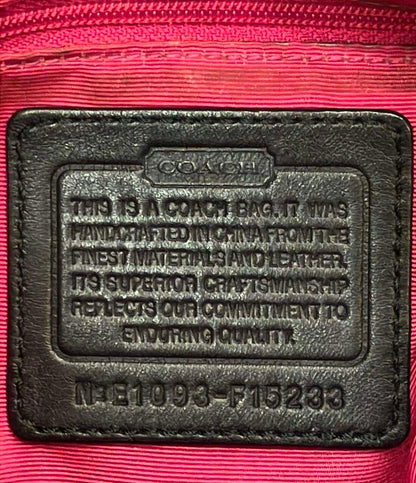 COACH
THIS IS A COACH BAG. IT WAS
HANDCRAFTED IN CHINA FROM THE
FINEST MATERIALS AND LEATHER.
ITS SUPERIOR CRAFTSMANSHIP
REFLECTS OUR COMMITMENT TO
ENDURING QUALITY.
Nº E1093-F15233